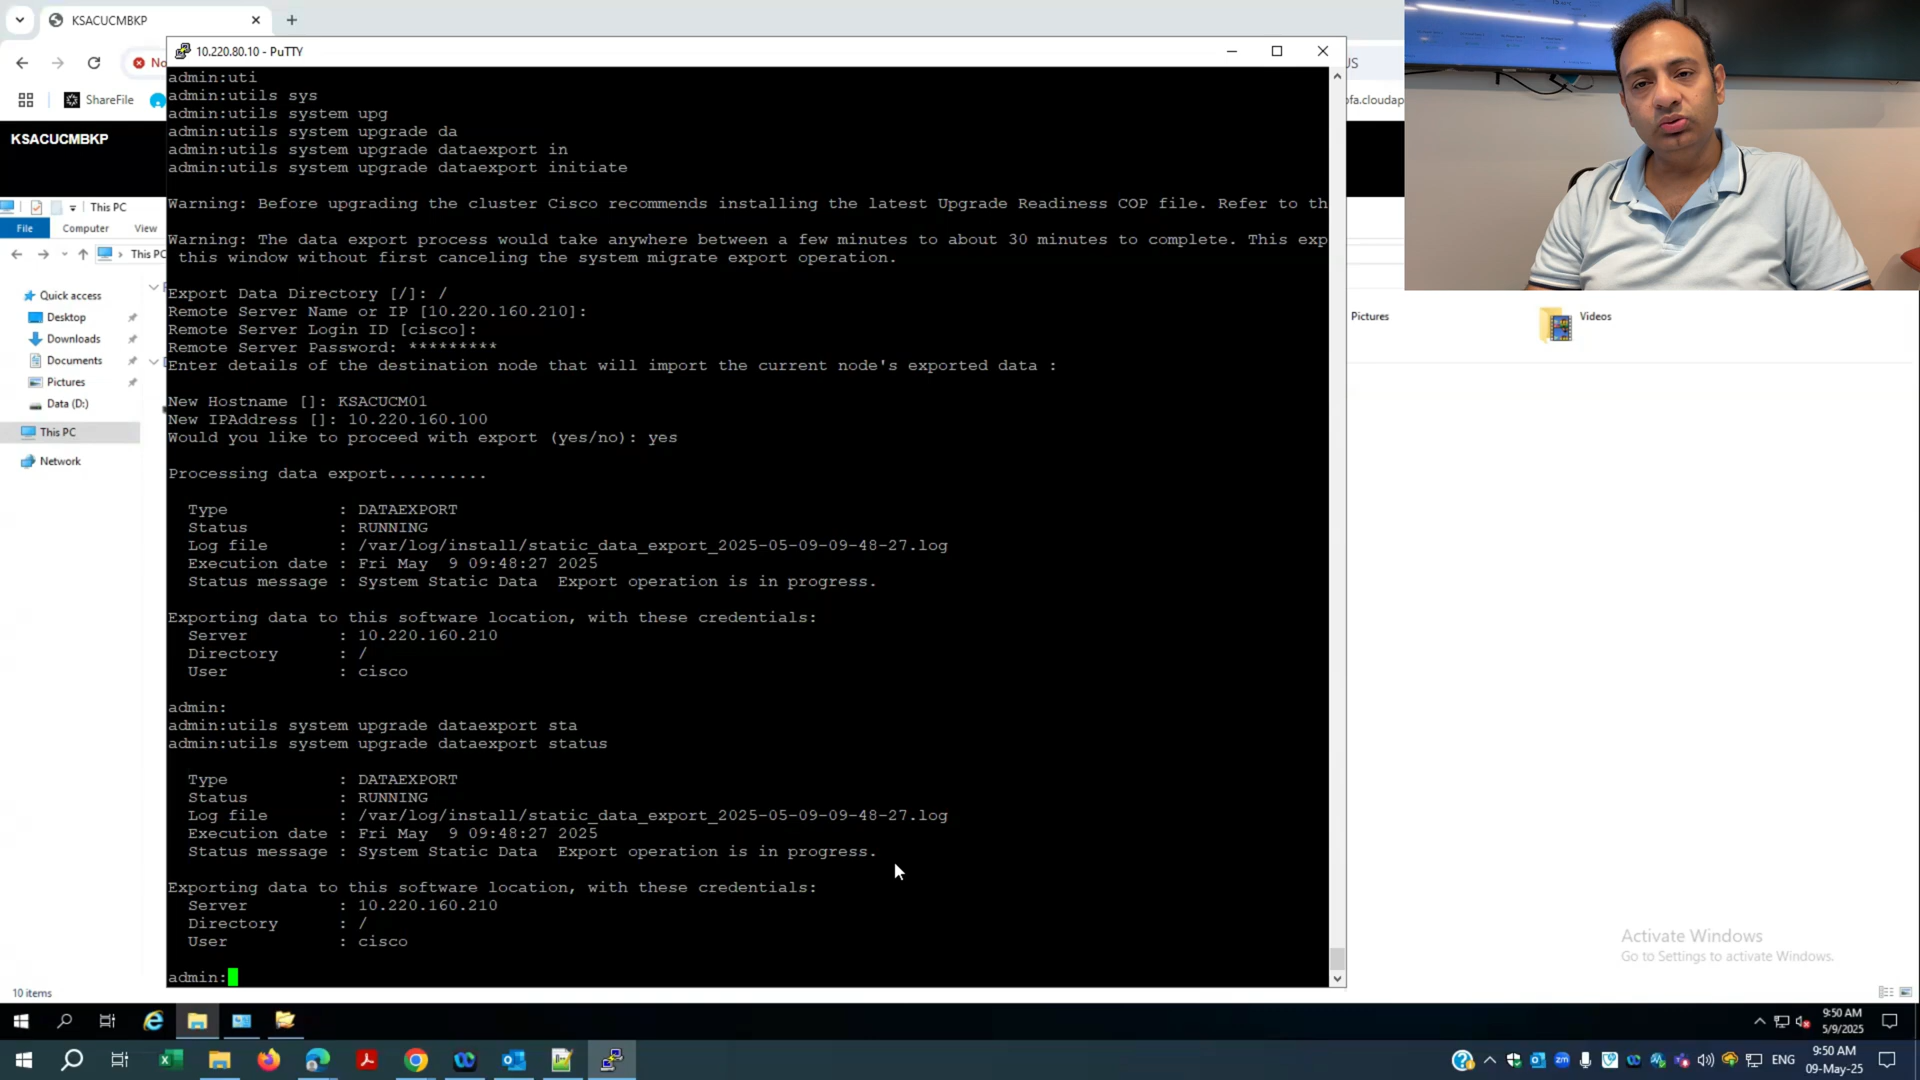 KSACUCMBKP
No
ShareFile
US
ofa.cloudap
KSACUCMBKP
This PC
File
Computer
View
This PC
Quick access
Desktop
Downloads
Documents
Pictures
Data (D:)
This PC
Network
10 items
10.220.80.10 - PuTTY
admin:uti
admin:utils sys
admin:utils system upg
admin:utils system upgrade da
admin:utils system upgrade dataexport in
admin:utils system upgrade dataexport initiate
Warning: Before upgrading the cluster Cisco recommends installing the latest Upgrade Readiness COP file. Refer to th
Warning: The data export process would take anywhere between a few minutes to about 30 minutes to complete. This exp
this window without first canceling the system migrate export operation.
Export Data Directory [/]: /
Remote Server Name or IP [10.220.160.210]:
Remote Server Login ID [cisco]:
Remote Server Password: *********
Enter details of the destination node that will import the current node's exported data :
New Hostname []: KSACUCM01
New IPAddress []: 10.220.160.100
Would you like to proceed with export (yes/no): yes
Processing data export..........
Type : DATAEXPORT
Status : RUNNING
Log file : /var/log/install/static_data_export_2025-05-09-09-48-27.log
Execution date : Fri May  9 09:48:27 2025
Status message : System Static Data  Export operation is in progress.
Exporting data to this software location, with these credentials:
Server : 10.220.160.210
Directory : /
User : cisco
admin:
admin:utils system upgrade dataexport sta
admin:utils system upgrade dataexport status
Type : DATAEXPORT
Status : RUNNING
Log file : /var/log/install/static_data_export_2025-05-09-09-48-27.log
Execution date : Fri May  9 09:48:27 2025
Status message : System Static Data  Export operation is in progress.
Exporting data to this software location, with these credentials:
Server : 10.220.160.210
Directory : /
User : cisco
admin:
Pictures
Videos
Activate Windows
Go to Settings to activate Windows.
9:50 AM
5/9/2025
ENG
9:50 AM
09-May-25